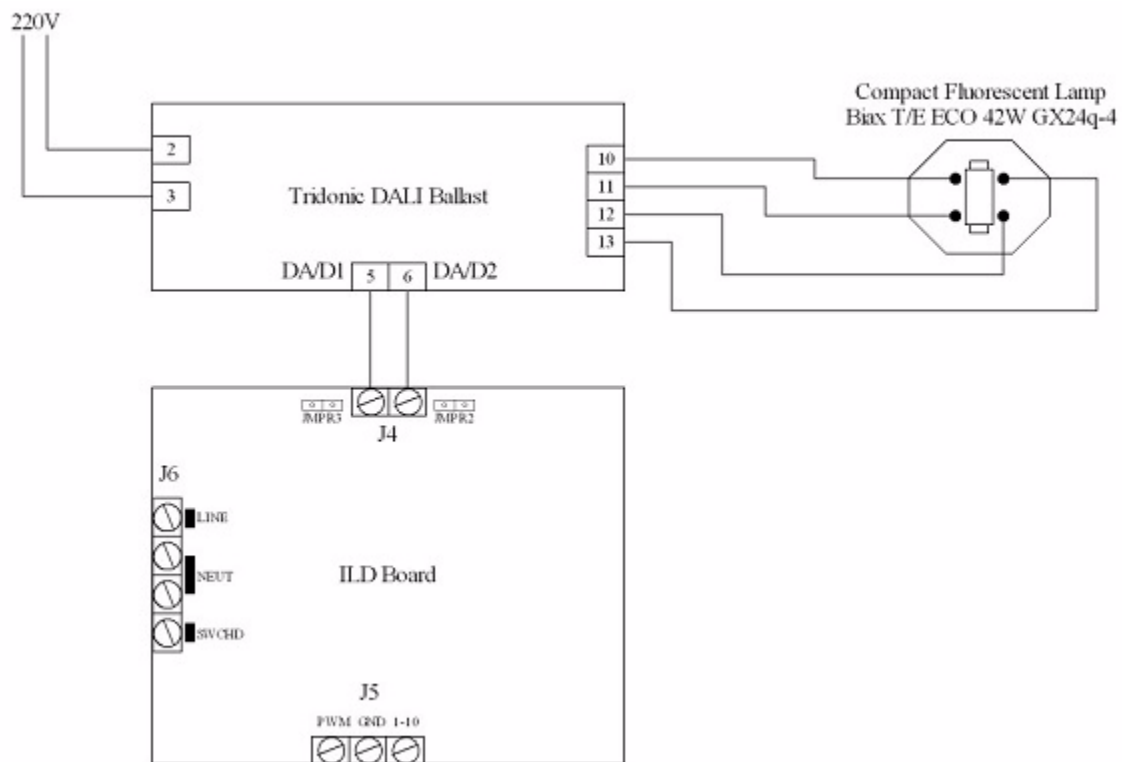 220V
Compact Fluorescent Lamp
Biax T/E ECO 42W GX24q-4
2
3
Tridonic DALI Ballast
10
11
12
13
DA/D1 5 6 DA/D2
JMPR3
JMPR2
J4
J6
LINE
NEUT
SWCHD
ILD Board
J5
PWM GND 1-10